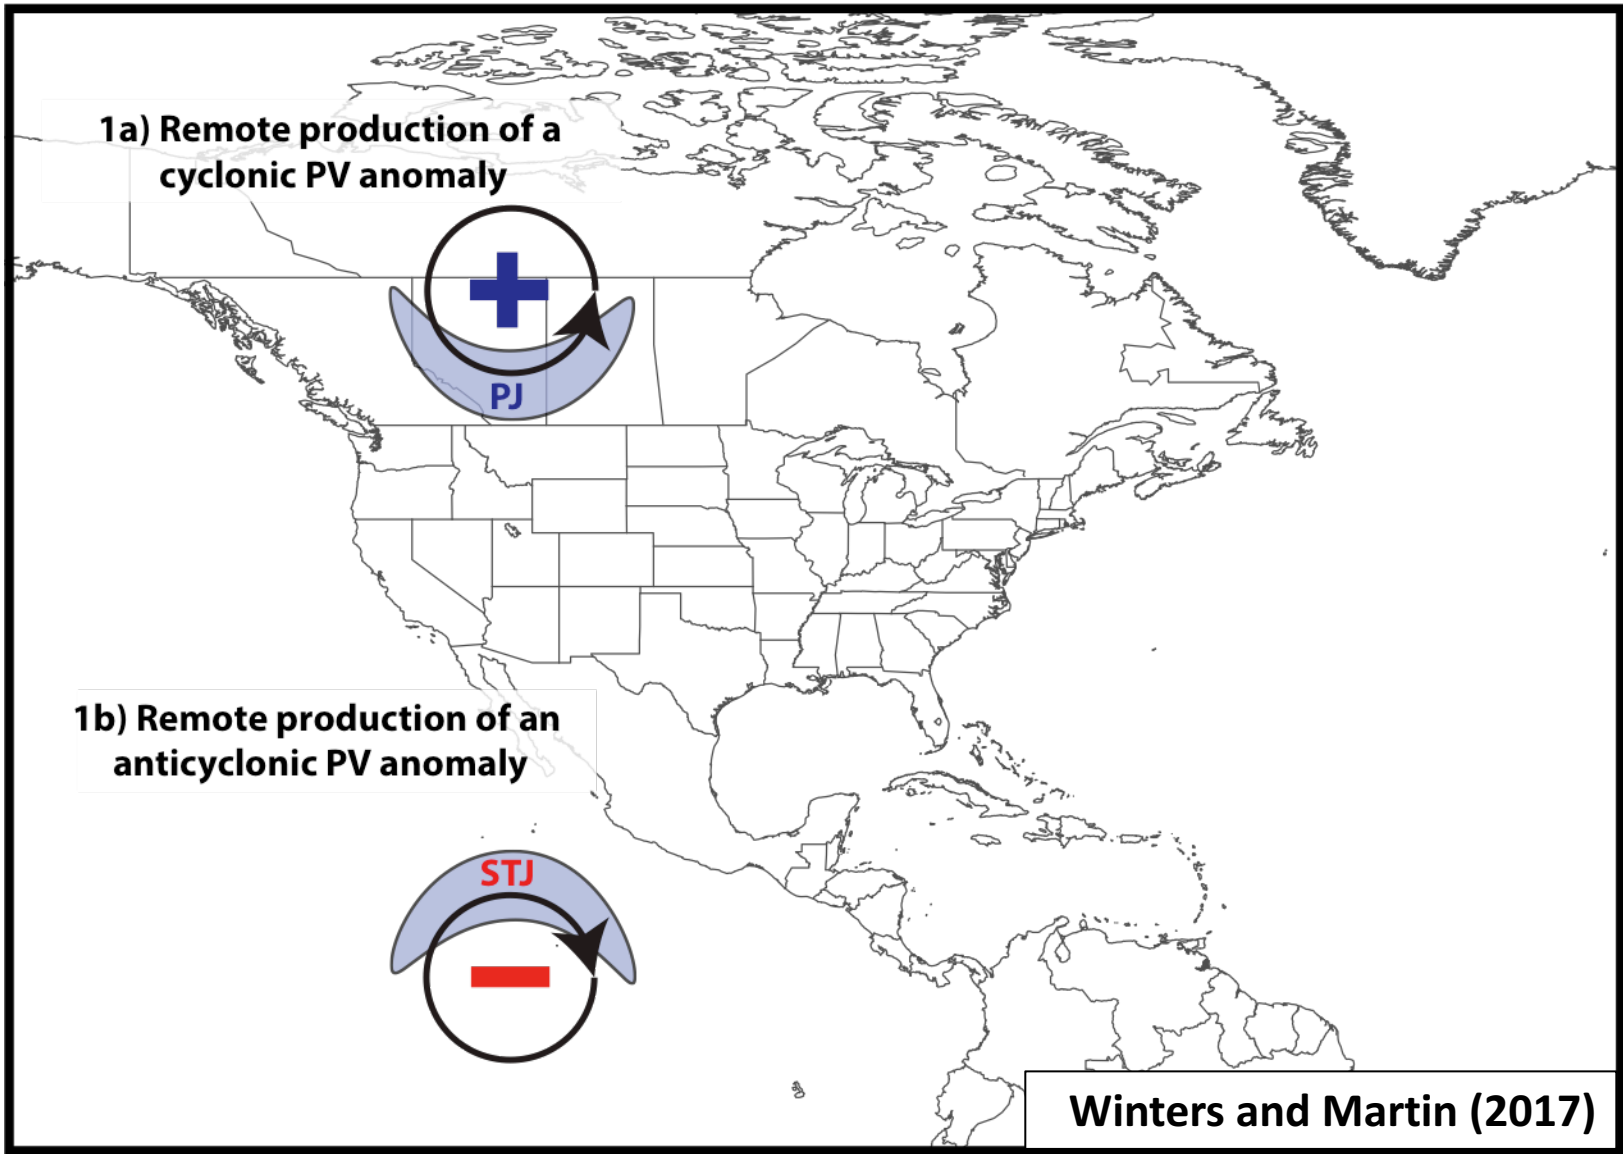 1a) Remote production of a
cyclonic PV anomaly
PJ
1b) Remote production of an
anticyclonic PV anomaly
STJ
Winters and Martin (2017)